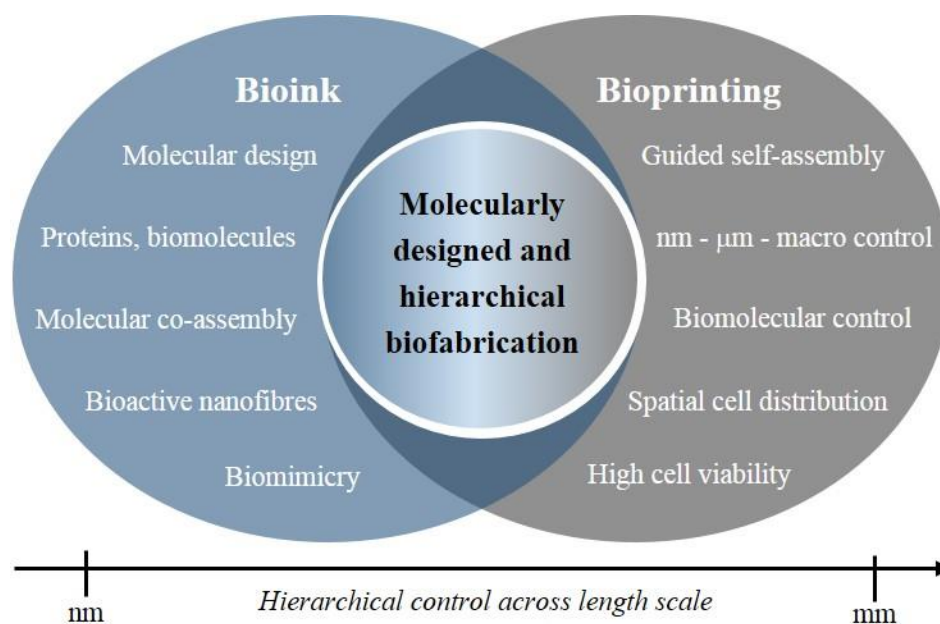 Bioink
Molecular design
Proteins, biomolecules
Molecular co-assembly
Bioactive nanofibres
Biomimicry
Molecularly
designed and
hierarchical
biofabrication
Bioprinting
Guided self-assembly
nm - μm - macro control
Biomolecular control
Spatial cell distribution
High cell viability
nm
Hierarchical control across length scale
mm